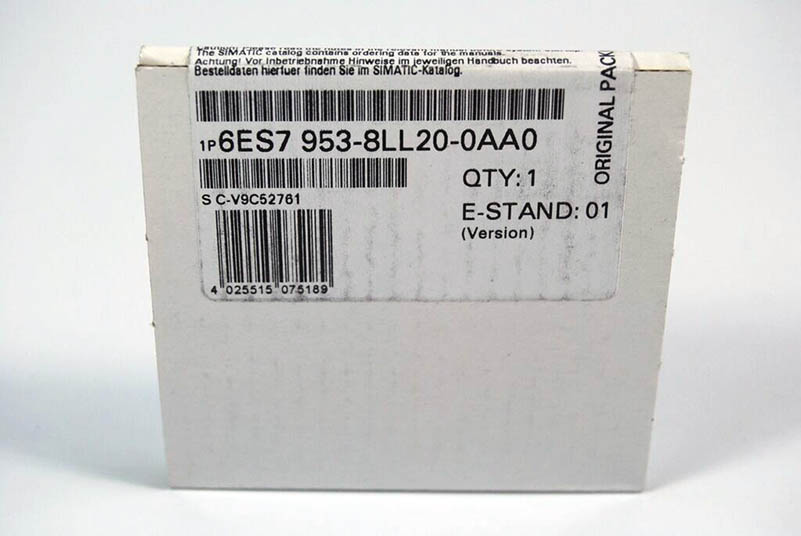 The SIMATIC catalog contains ordering data for the manuals.
Achtung! Vor Inbetriebnahme Hinweise im jeweiligen Handbuch beachten.
Bestelldaten hierfuer finden Sie im SIMATIC-Katalog.
ORIGINAL PACK
1P 6ES7 953-8LL20-0AA0
QTY: 1
S C-V9C52761
E-STAND: 01
(Version)
4 025515 075189